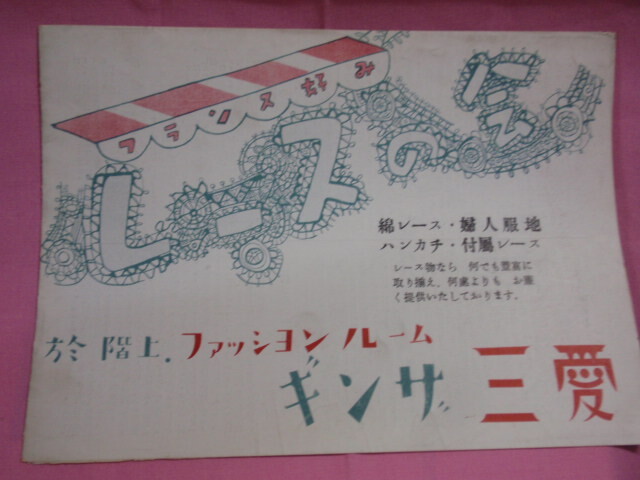 フランス好み
レースの会
綿レース・婦人服地
ハンカチ・付属レース
レース物なら 何でも豊富に
取り揃え、何処よりも お安
く提供いたしております。
於 階上.ファッションルーム
ギンザ 三愛